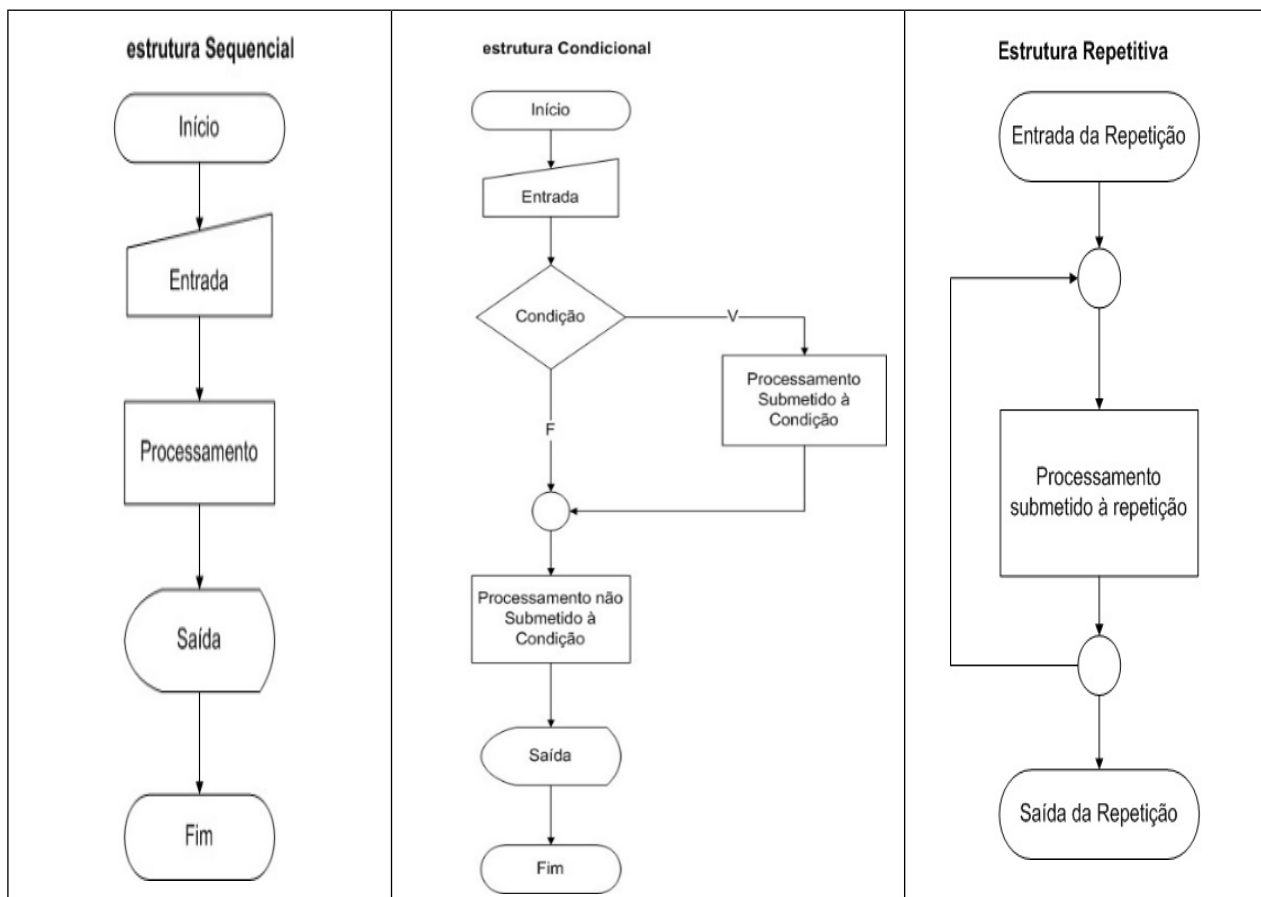 estrutura Sequencial
Início
Entrada
Processamento
Saída
Fim
estrutura Condicional
Início
Entrada
Condição
V
Processamento
Submetido à
Condição
F
Processamento não
Submetido à
Condição
Saída
Fim
Estrutura Repetitiva
Entrada da Repetição
Processamento
submetido à repetição
Saída da Repetição